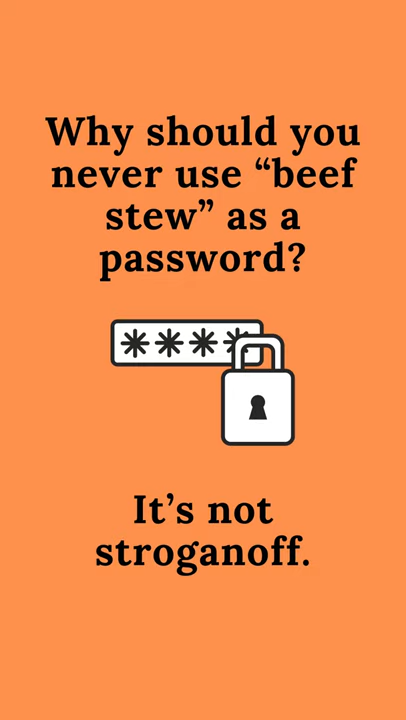 Why should you
never use “beef
stew” as a
password?
****
It’s not
stroganoff.